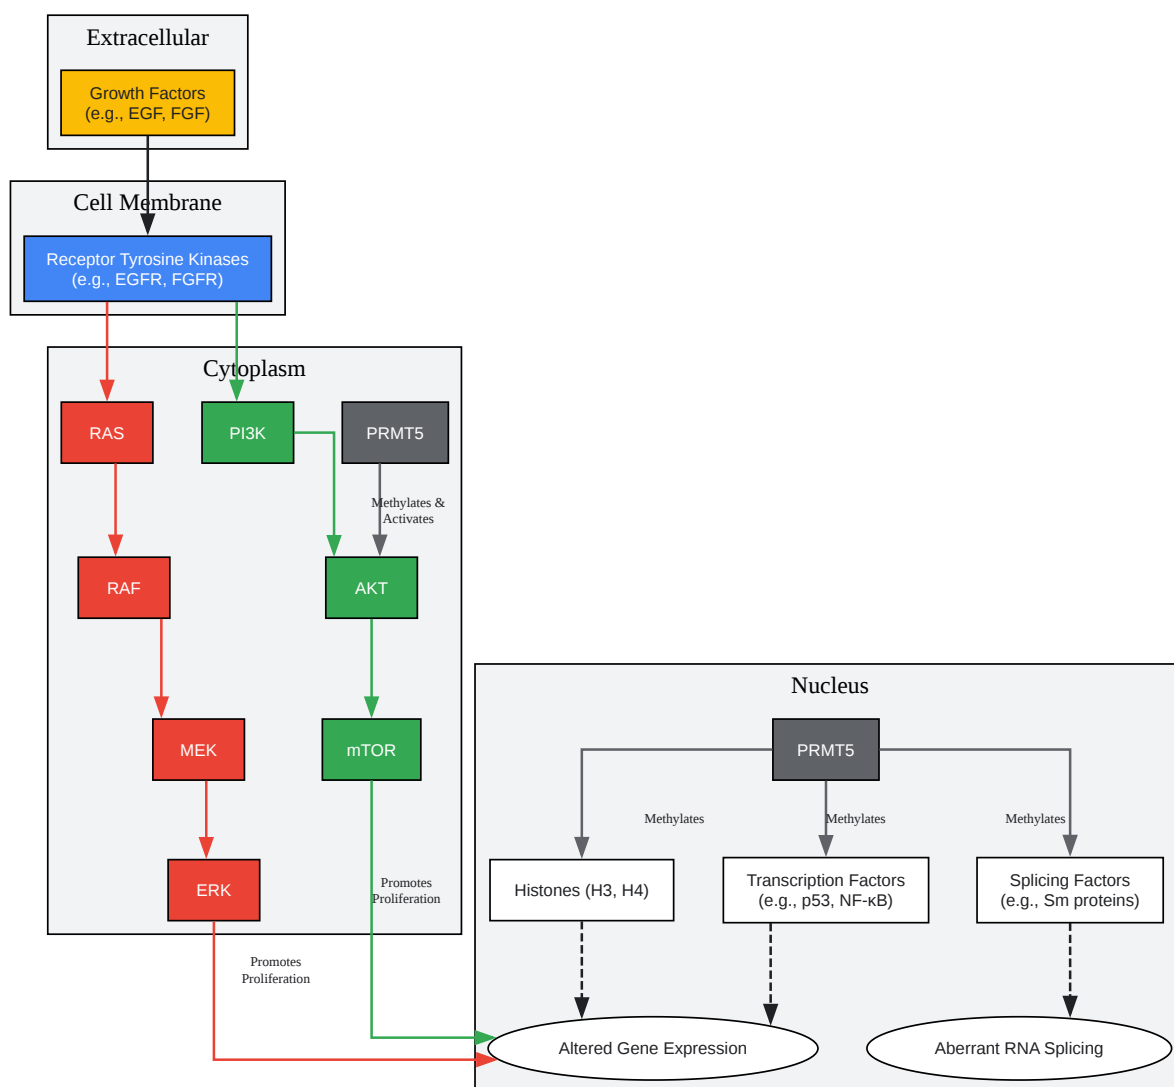 Extracellular
Growth Factors
(e.g., EGF, FGF)
Cell Membrane
Receptor Tyrosine Kinases
(e.g., EGFR, FGFR)
Cytoplasm
RAS
PI3K
PRMT5
Methylates &
Activates
RAF
AKT
MEK
mTOR
ERK
Promotes
Proliferation
Promotes
Proliferation
Nucleus
PRMT5
Methylates
Methylates
Methylates
Histones (H3, H4)
Transcription Factors
(e.g., p53, NF-κB)
Splicing Factors
(e.g., Sm proteins)
Altered Gene Expression
Aberrant RNA Splicing